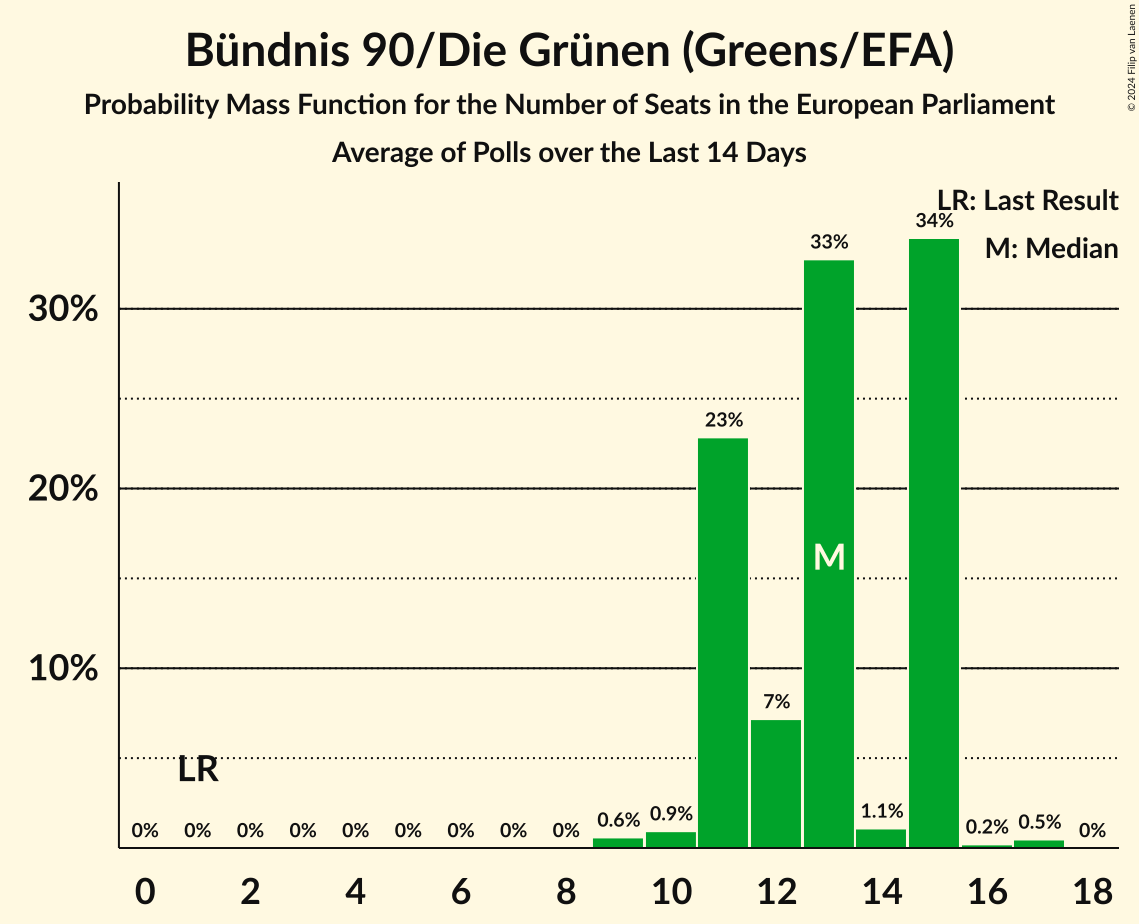 Bündnis 90/Die Grünen (Greens/EFA)
Probability Mass Function for the Number of Seats in the European Parliament
Average of Polls over the Last 14 Days
© 2024 Filip van Laenen
LR: Last Result
M: Median
30%
20%
10%
0%
0%
0%
0%
0%
0%
0%
0%
0%
0.6%
0.9%
23%
7%
33%
1.1%
34%
0.2%
0.5%
0%
LR
M
0 2 4 6 8 10 12 14 16 18